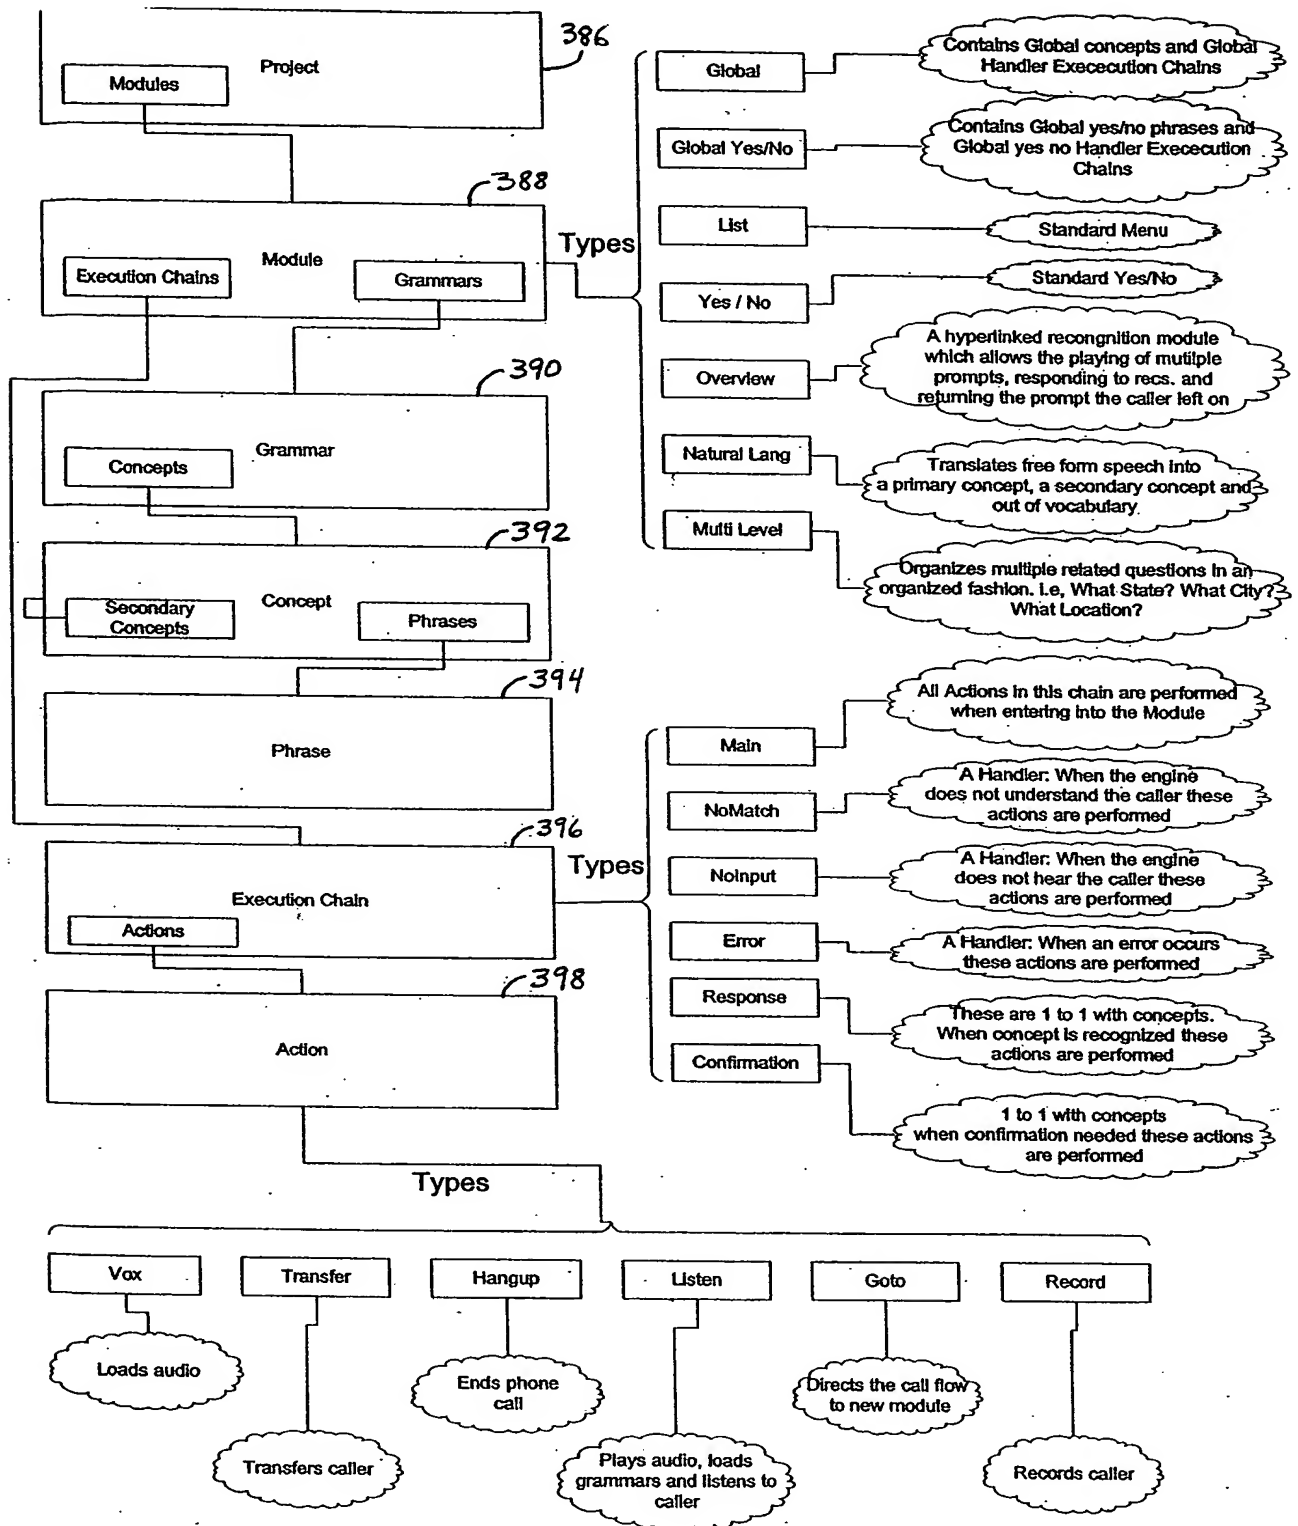 386
Project
Modules
388
Module
Execution Chains
Grammars
390
Grammar
Concepts
392
Concept
Secondary
Concepts
Phrases
394
Phrase
396
Execution Chain
Actions
398
Action
Types
Global
Contains Global concepts and Global
Handler Exececution Chains
Global Yes/No
Contains Global yes/no phrases and
Global yes no Handler Exececution
Chains
List
Standard Menu
Yes / No
Standard Yes/No
Overview
A hyperlinked recongnition module
which allows the playing of mutilple
prompts, responding to recs. and
returning the prompt the caller left on
Natural Lang
Translates free form speech into
a primary concept, a secondary concept and
out of vocabulary
Multi Level
Organizes multiple related questions in an
organized fashion. i.e, What State? What City?
What Location?
Types
Main
All Actions in this chain are performed
when entering into the Module
NoMatch
A Handler: When the engine
does not understand the caller these
actions are performed
NoInput
A Handler: When the engine
does not hear the caller these
actions are performed
Error
A Handler: When an error occurs
these actions are performed
Response
These are 1 to 1 with concepts.
When concept is recognized these
actions are performed
Confirmation
1 to 1 with concepts
when confirmation needed these actions
are performed
Types
Vox
Transfer
Hangup
Listen
Goto
Record
Loads audio
Transfers caller
Ends phone
call
Plays audio, loads
grammars and listens to
caller
Directs the call flow
to new module
Records caller